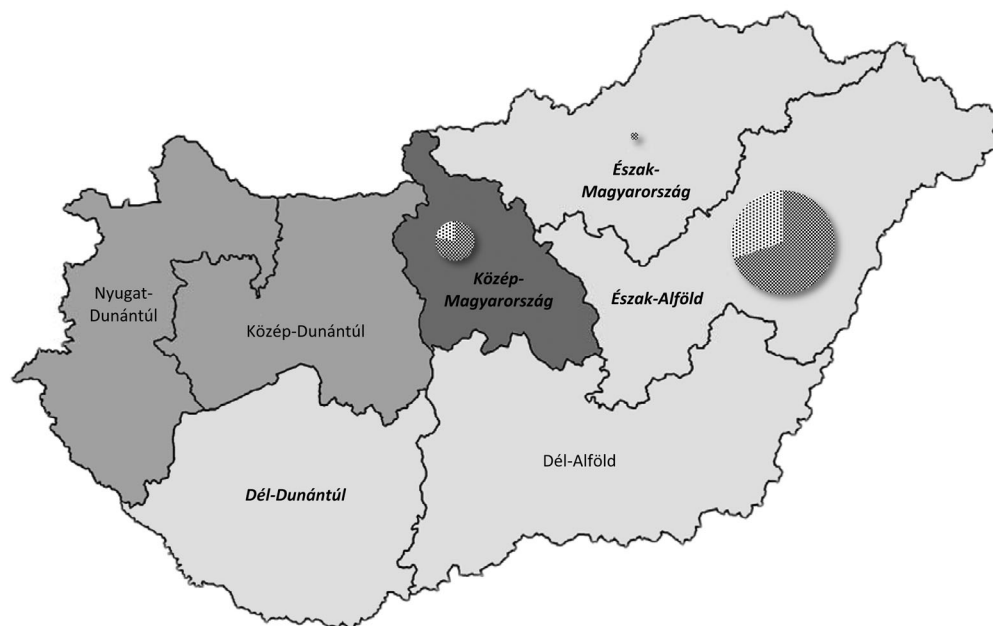 Észak-
Magyarország
Közép-
Magyarország
Észak-Alföld
Nyugat-
Dunántúl
Közép-Dunántúl
Dél-Alföld
Dél-Dunántúl